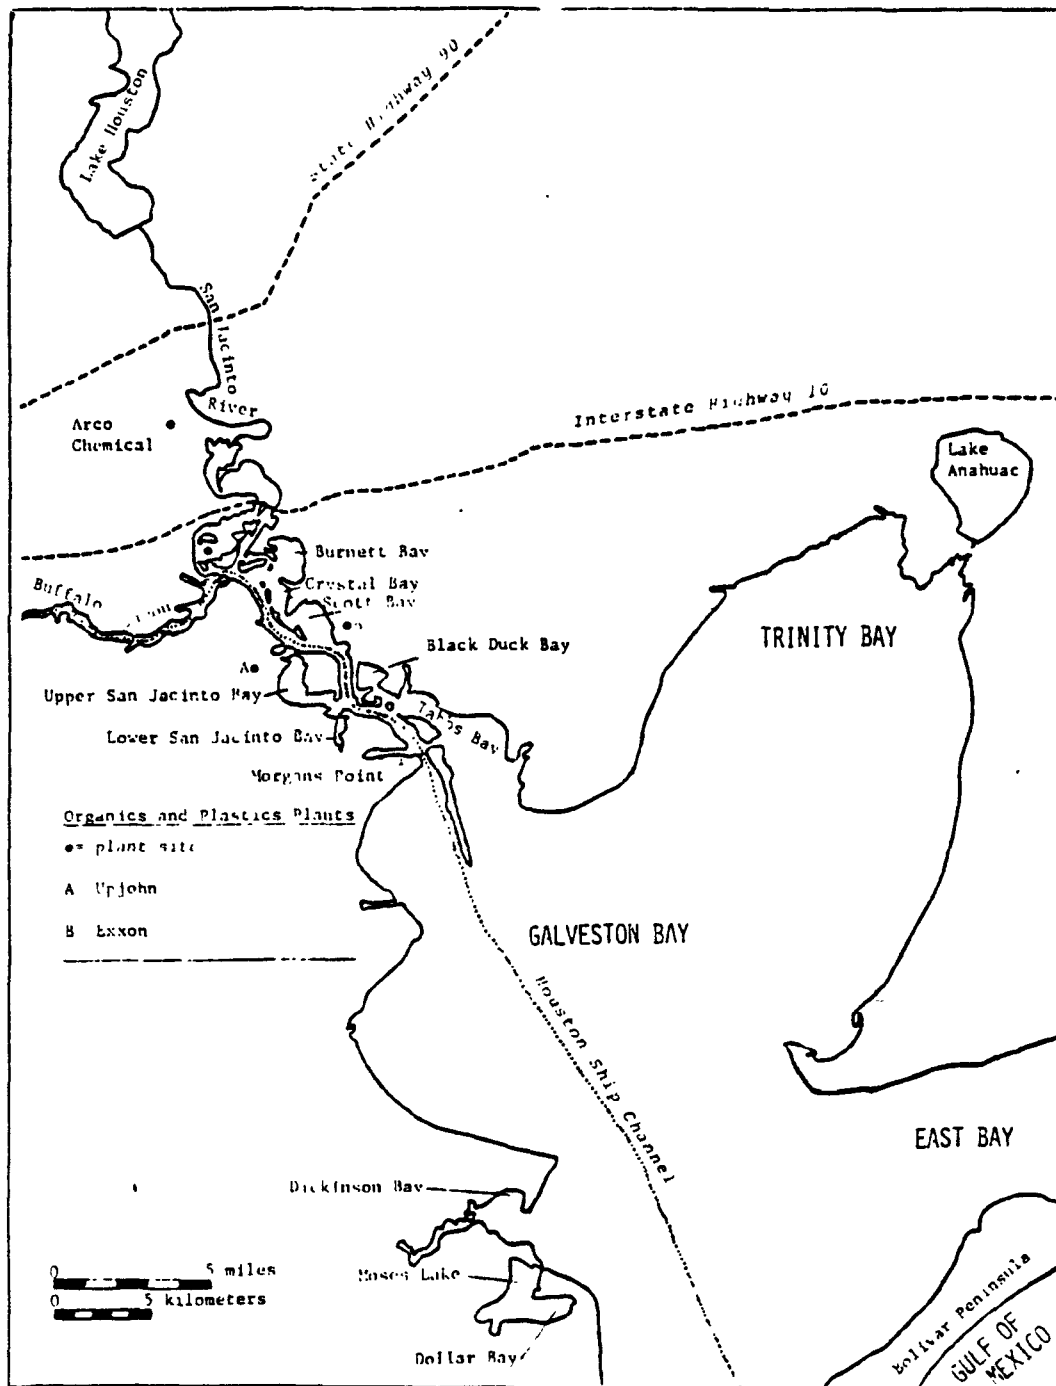 State Highway 90
Lake Houston
San Jacinto
River
Arco
Chemical
Interstate Highway 10
Lake
Anahuac
Burnett Bay
Buffalo
Crystal Bay
Scott Bay
TRINITY BAY
Black Duck Bay
A
Upper San Jacinto Bay
Tabbs Bay
Lower San Jacinto Bay
Morgans Point
Organics and Plastics Plants
= plant site
A Upjohn
B Exxon
GALVESTON BAY
Houston Ship Channel
EAST BAY
Dickinson Bay
0 5 miles
0 5 kilometers
Moses Lake
Dollar Bay
Bolivar Peninsula
GULF OF
MEXICO